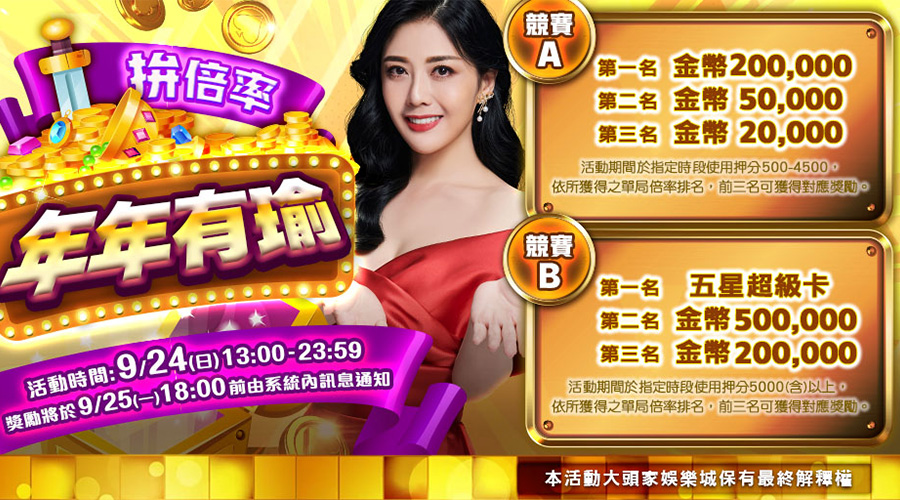 拚倍率
年年有瑜
活動時間: 9/24(日)13:00-23:59
獎勵將於9/25(一)18:00前由系統內訊息通知
競賽
A
第一名 金幣200,000
第二名 金幣 50,000
第三名 金幣 20,000
活動期間於指定時段使用押分500-4500，
依所獲得之單局倍率排名，前三名可獲得對應獎勵。
競賽
B
第一名 五星超級卡
第二名 金幣500,000
第三名 金幣200,000
活動期間於指定時段使用押分5000(含)以上，
依所獲得之單局倍率排名，前三名可獲得對應獎勵。
本活動大頭家娛樂城保有最終解釋權